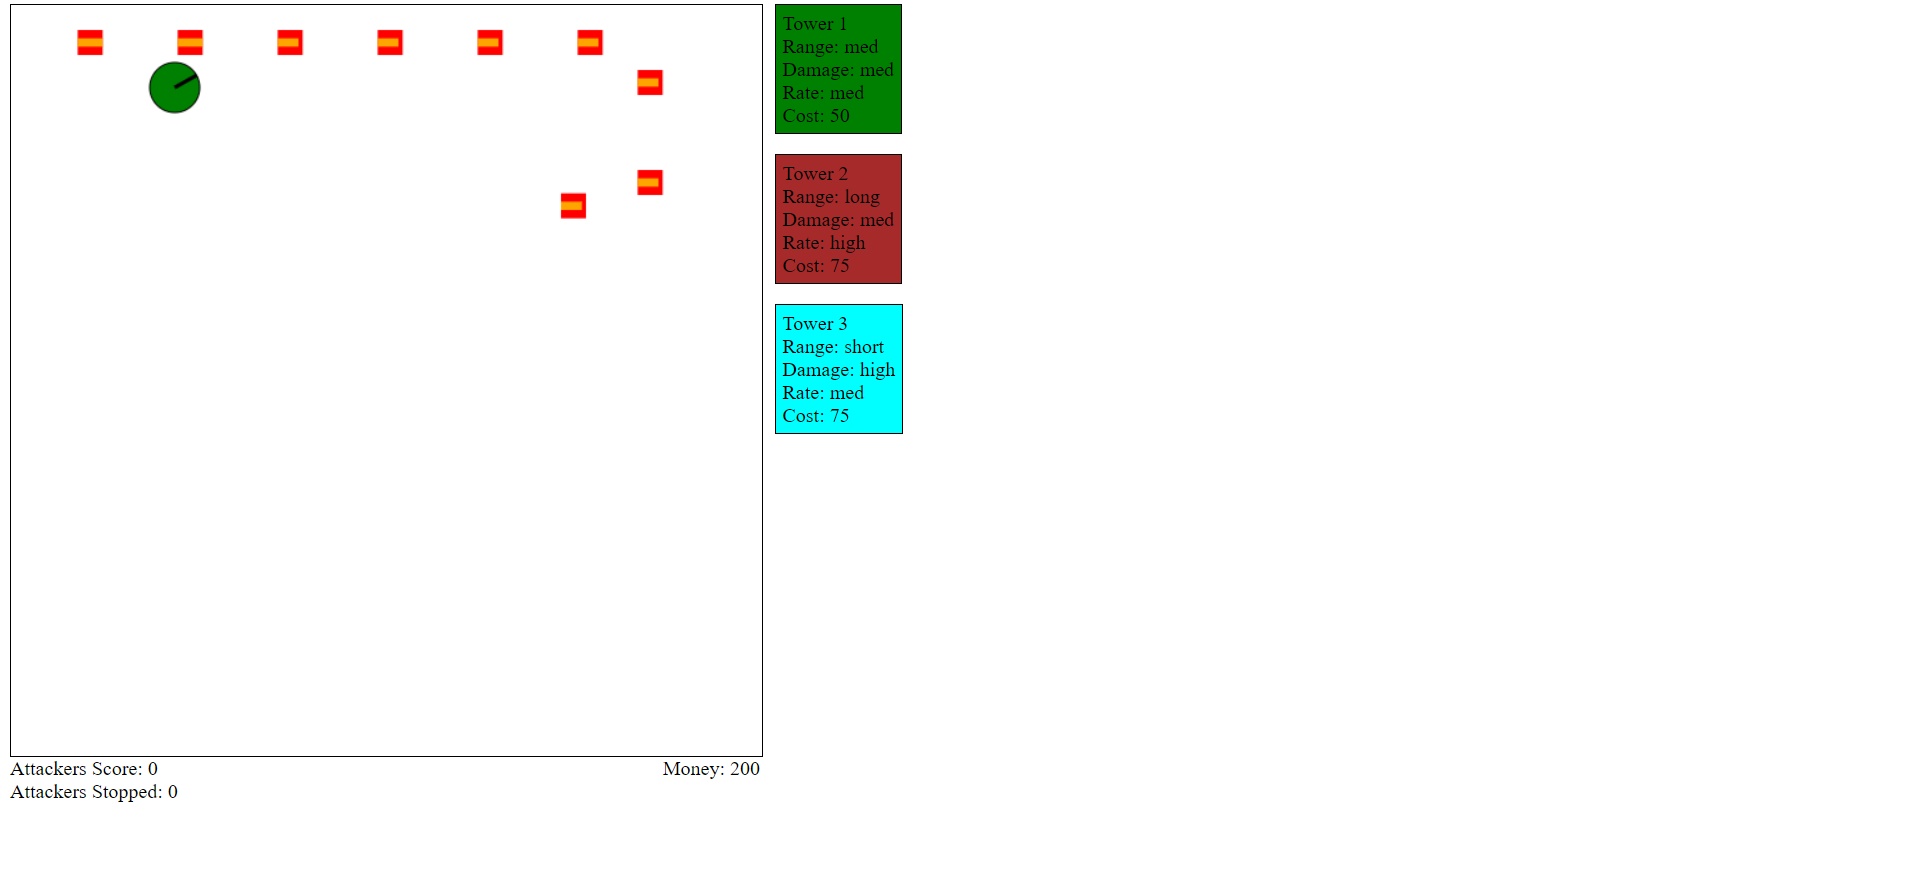 Tower 1
Range: med
Damage: med
Rate: med
Cost: 50
Tower 2
Range: long
Damage: med
Rate: high
Cost: 75
Tower 3
Range: short
Damage: high
Rate: med
Cost: 75
Attackers Score: 0
Money: 200
Attackers Stopped: 0